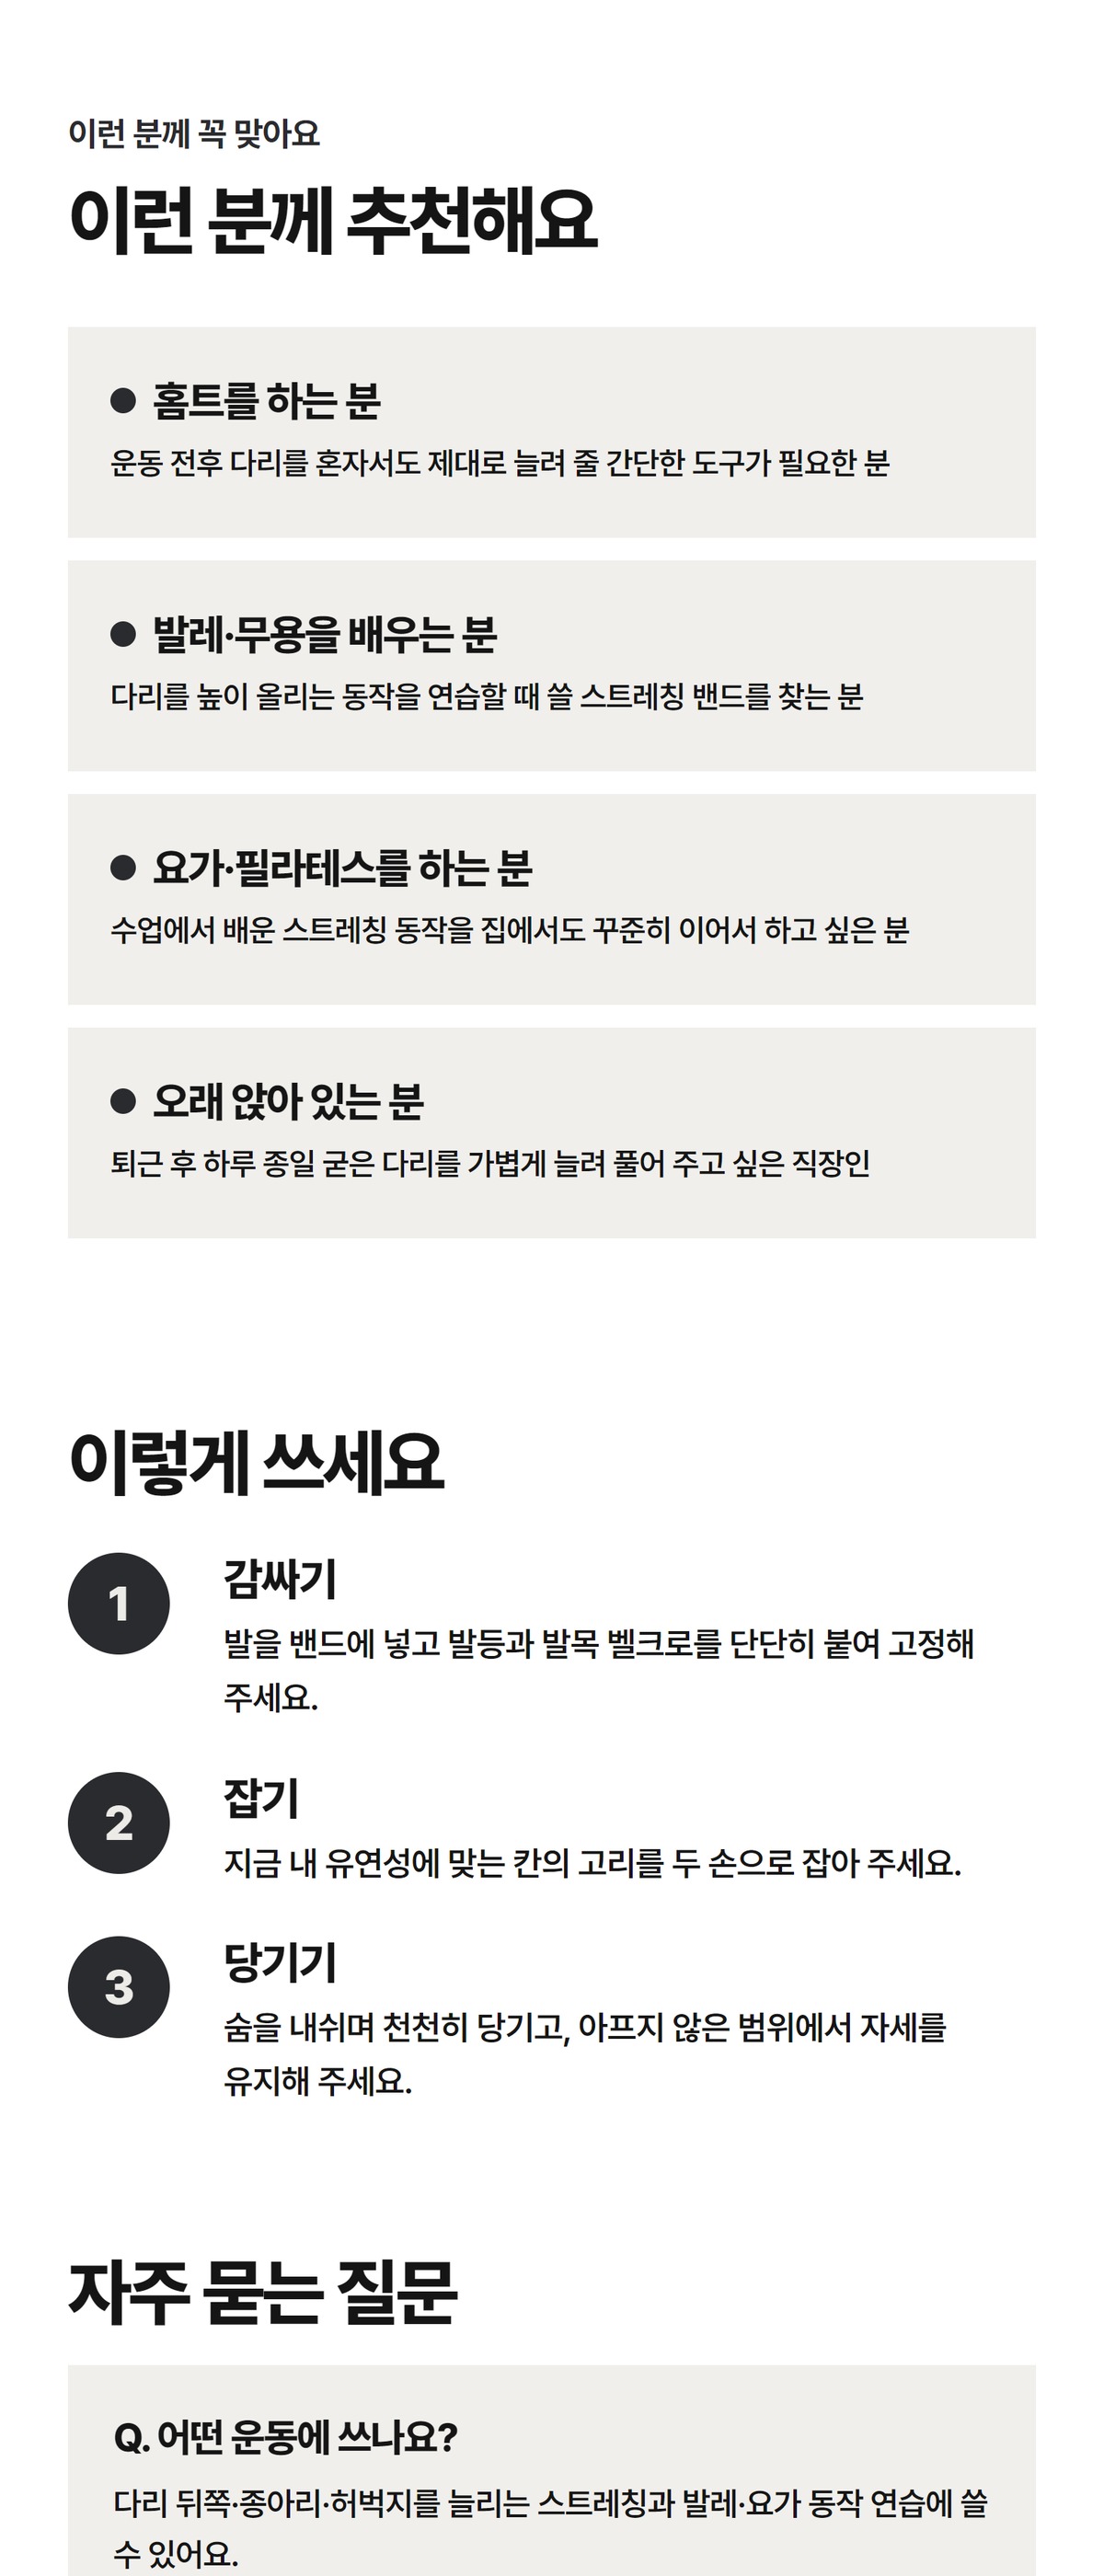 이런 분께 꼭 맞아요
이런 분께 추천해요
홈트를 하는 분
운동 전후 다리를 혼자서도 제대로 늘려 줄 간단한 도구가 필요한 분
발레·무용을 배우는 분
다리를 높이 올리는 동작을 연습할 때 쓸 스트레칭 밴드를 찾는 분
요가·필라테스를 하는 분
수업에서 배운 스트레칭 동작을 집에서도 꾸준히 이어서 하고 싶은 분
오래 앉아 있는 분
퇴근 후 하루 종일 굳은 다리를 가볍게 늘려 풀어 주고 싶은 직장인
이렇게 쓰세요
1
감싸기
발을 밴드에 넣고 발등과 발목 벨크로를 단단히 붙여 고정해
주세요.
2
잡기
지금 내 유연성에 맞는 칸의 고리를 두 손으로 잡아 주세요.
3
당기기
숨을 내쉬며 천천히 당기고, 아프지 않은 범위에서 자세를
유지해 주세요.
자주 묻는 질문
Q. 어떤 운동에 쓰나요?
다리 뒤쪽·종아리·허벅지를 늘리는 스트레칭과 발레·요가 동작 연습에 쓸
수 있어요.